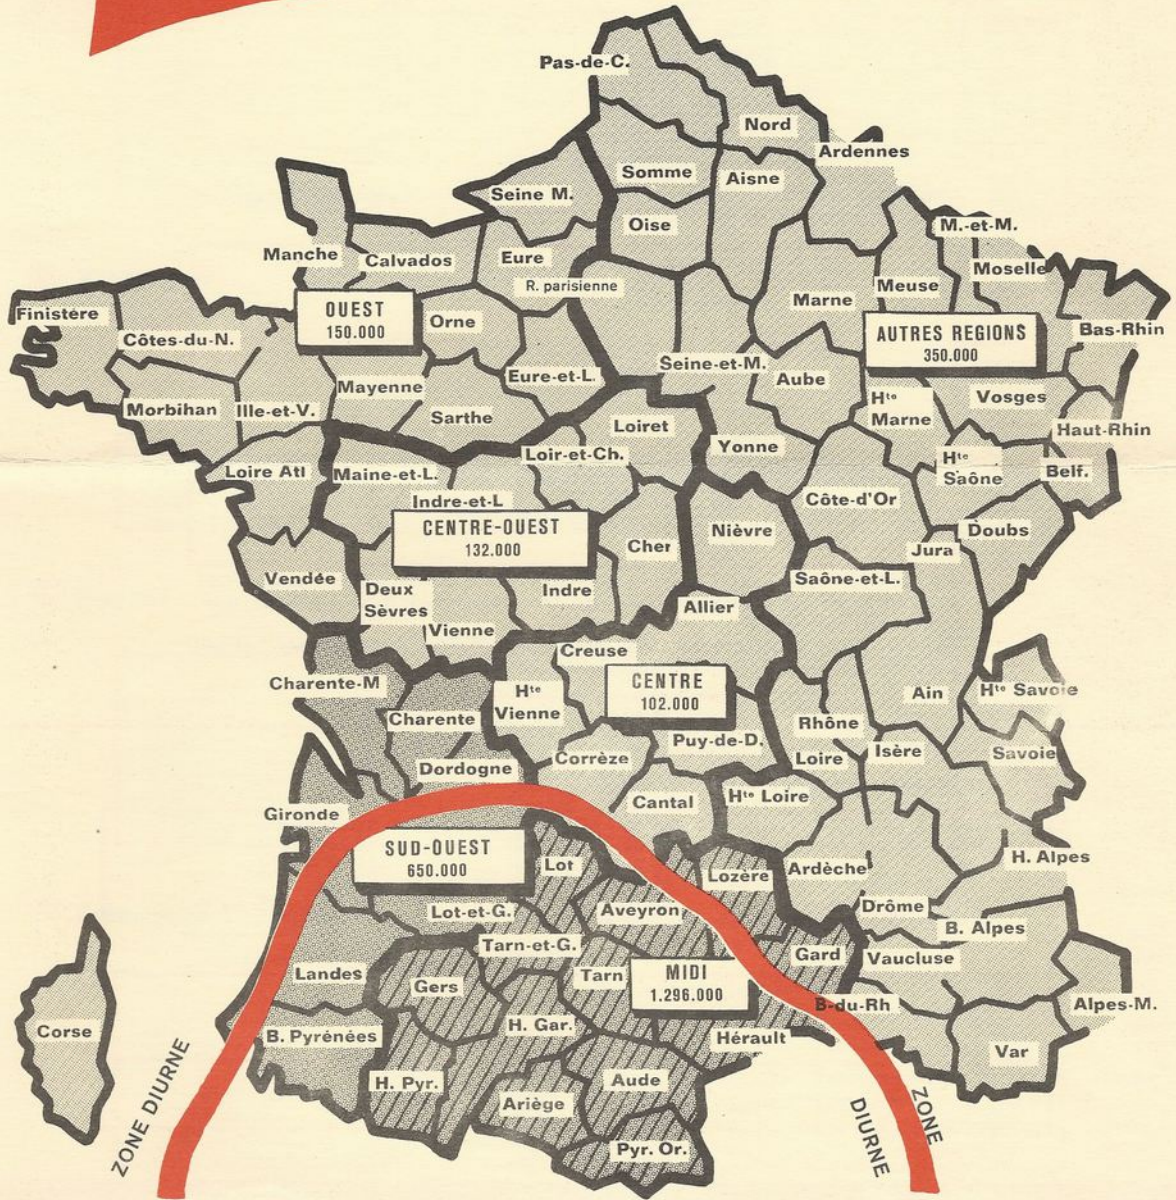 Pas-de-C.
Nord
Ardennes
Somme
Aisne
Seine M.
Oise
M.-et-M.
Manche
Calvados
Eure
Moselle
R. parisienne
Meuse
Marne
Finistère
OUEST
150.000
Orne
AUTRES REGIONS
350.000
Bas-Rhin
Côtes-du-N.
Seine-et-M.
Eure-et-L.
Aube
Mayenne
Hte
Marne
Vosges
Morbihan
Ille-et-V.
Sarthe
Loiret
Haut-Rhin
Yonne
Loir-et-Ch.
Loire Atl
Maine-et-L.
Hte
Saône
Belf.
Indre-et-L
Côte-d'Or
CENTRE-OUEST
132.000
Nièvre
Doubs
Cher
Jura
Vendée
Saône-et-L.
Deux
Sèvres
Indre
Allier
Vienne
Creuse
Charente-M
CENTRE
102.000
Hte
Vienne
Ain
Hte Savoie
Charente
Rhône
Puy-de-D.
Loire
Isère
Savoie
Corrèze
Dordogne
Cantal
Hte Loire
Gironde
SUD-OUEST
650.000
Lot
Lozère
Ardèche
H. Alpes
Lot-et-G.
Aveyron
Drôme
B. Alpes
Tarn-et-G.
Gard
Vaucluse
Landes
Gers
Tarn
MIDI
1.296.000
B-du-Rh
Alpes-M.
Corse
B. Pyrénées
H. Gar.
Hérault
Var
H. Pyr.
Aude
Ariège
Pyr. Or.
ZONE DIURNE
ZONE
DIURNE